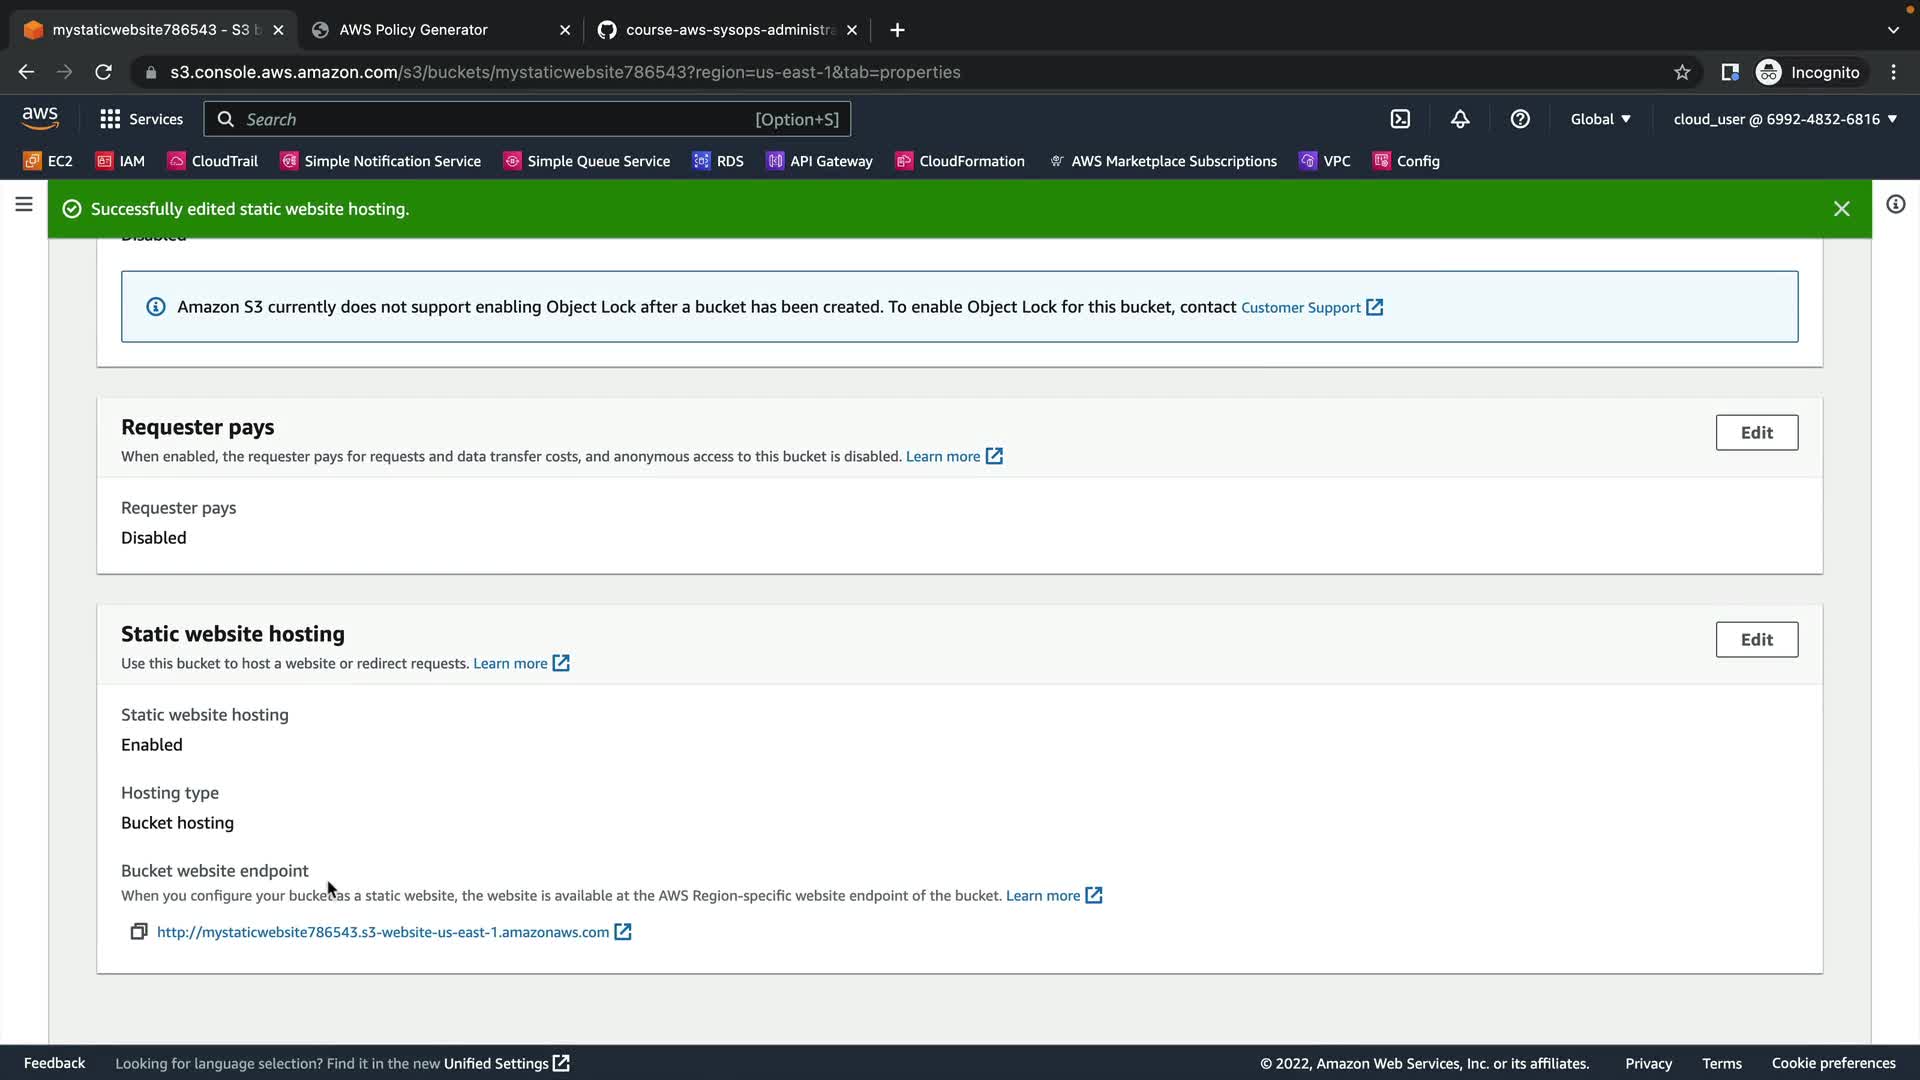 mystaticwebsite786543 - S3 b
AWS Policy Generator
course-aws-sysops-administra
s3.console.aws.amazon.com/s3/buckets/mystaticwebsite786543?region=us-east-1&tab=properties
Incognito
aws
Services
Search
[Option+S]
Global
cloud_user @ 6992-4832-6816
EC2
IAM
CloudTrail
Simple Notification Service
Simple Queue Service
RDS
API Gateway
CloudFormation
AWS Marketplace Subscriptions
VPC
Config
Successfully edited static website hosting.
Disabled
Amazon S3 currently does not support enabling Object Lock after a bucket has been created. To enable Object Lock for this bucket, contact Customer Support
Requester pays
Edit
When enabled, the requester pays for requests and data transfer costs, and anonymous access to this bucket is disabled. Learn more
Requester pays
Disabled
Static website hosting
Edit
Use this bucket to host a website or redirect requests. Learn more
Static website hosting
Enabled
Hosting type
Bucket hosting
Bucket website endpoint
When you configure your bucket as a static website, the website is available at the AWS Region-specific website endpoint of the bucket. Learn more
http://mystaticwebsite786543.s3-website-us-east-1.amazonaws.com
Feedback
Looking for language selection? Find it in the new Unified Settings
© 2022, Amazon Web Services, Inc. or its affiliates.
Privacy
Terms
Cookie preferences